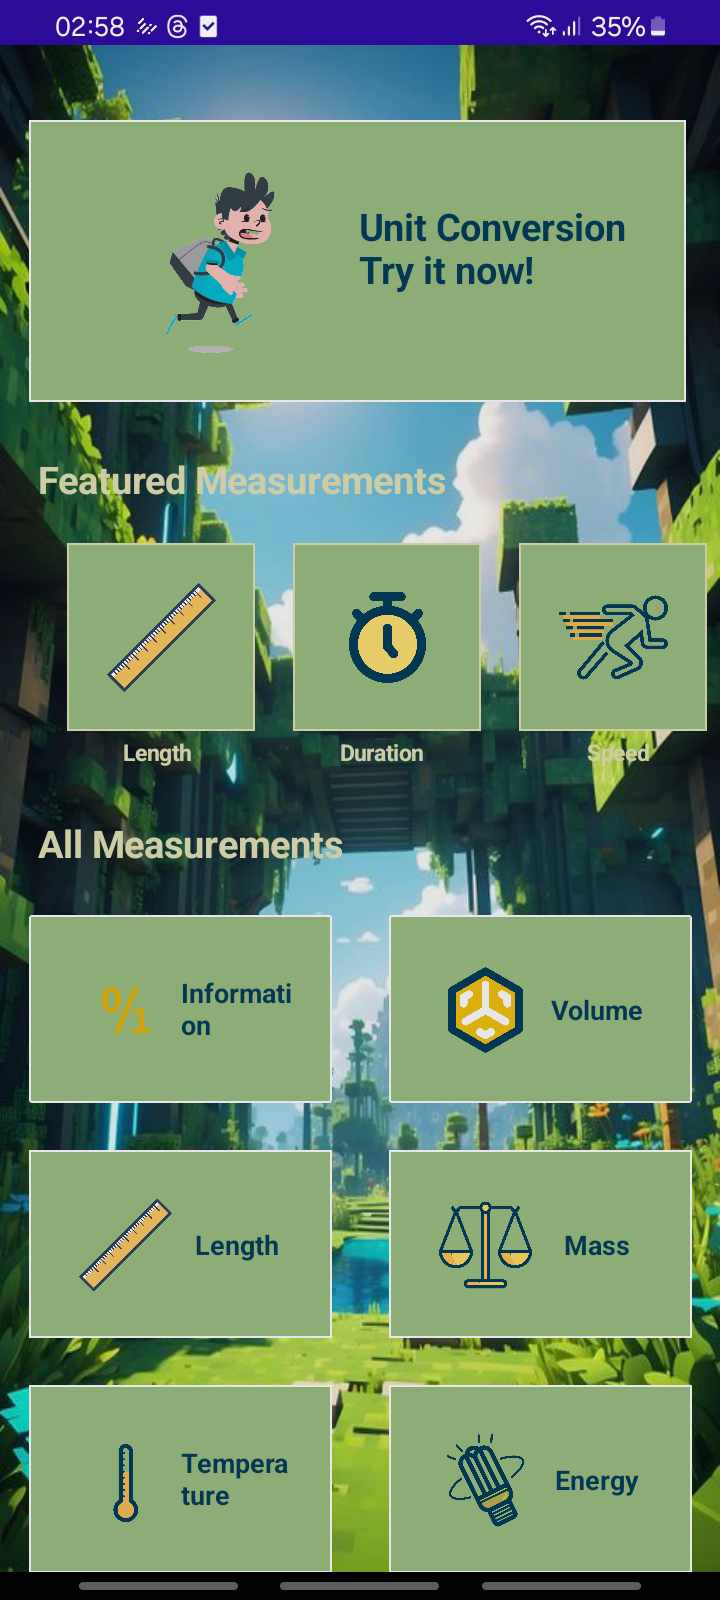 02:58
35%
Unit Conversion
Try it now!
Featured Measurements
Length
Duration
Speed
All Measurements
Informati
on
Volume
Length
Mass
Tempera
ture
Energy